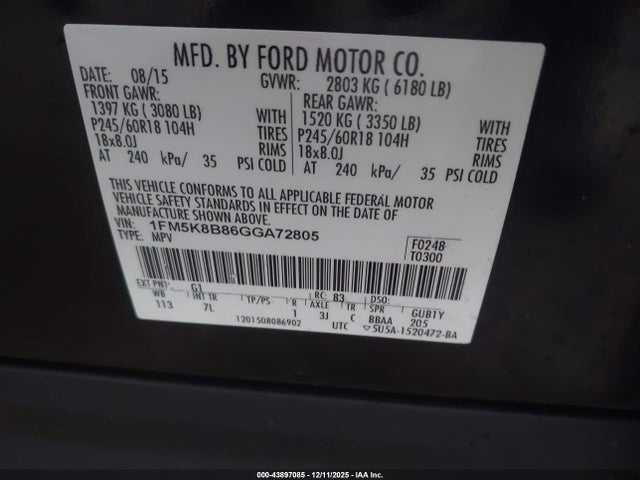 MFD. BY FORD MOTOR CO.
DATE: 08/15 GVWR: 2803 KG ( 6180 LB)
FRONT GAWR: REAR GAWR:
1397 KG ( 3080 LB) WITH 1520 KG ( 3350 LB) WITH
P245/60R18 104H TIRES P245/60R18 104H TIRES
18x8.0J RIMS 18x8.0J RIMS
AT 240 kPa/ 35 PSI COLD AT 240 kPa/ 35 PSI COLD
THIS VEHICLE CONFORMS TO ALL APPLICABLE FEDERAL MOTOR
VEHICLE SAFETY STANDARDS IN EFFECT ON THE DATE OF
MANUFACTURE SHOWN ABOVE.
VIN: 1FM5K8B86GGA72805
TYPE: MPV
F0248
T0300
EXT PNT: G1 RC: 83 DSO:
WB INT TR TP/PS R AXLE TR SPR GUB1Y
113 7L 1 3J C BBAA 205
1201508086902 UTC ▽5U5A-1520472-BA
000-43897085 - 12/11/2025 - IAA Inc.